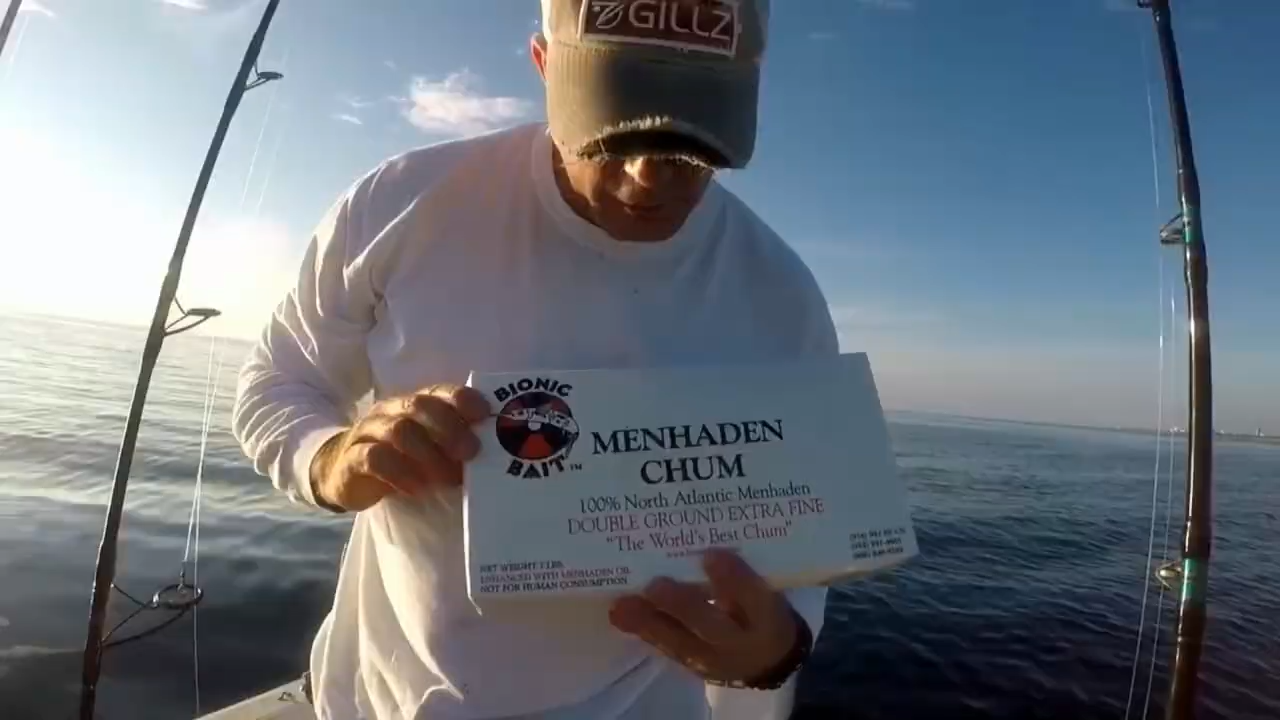 GILLZ
BIONIC
BAIT™
MENHADEN
CHUM
100% North Atlantic Menhaden
DOUBLE GROUND EXTRA FINE
"The World's Best Chum"
NET WEIGHT 7 LBS.
ENHANCED WITH MENHADEN OIL
NOT FOR HUMAN CONSUMPTION